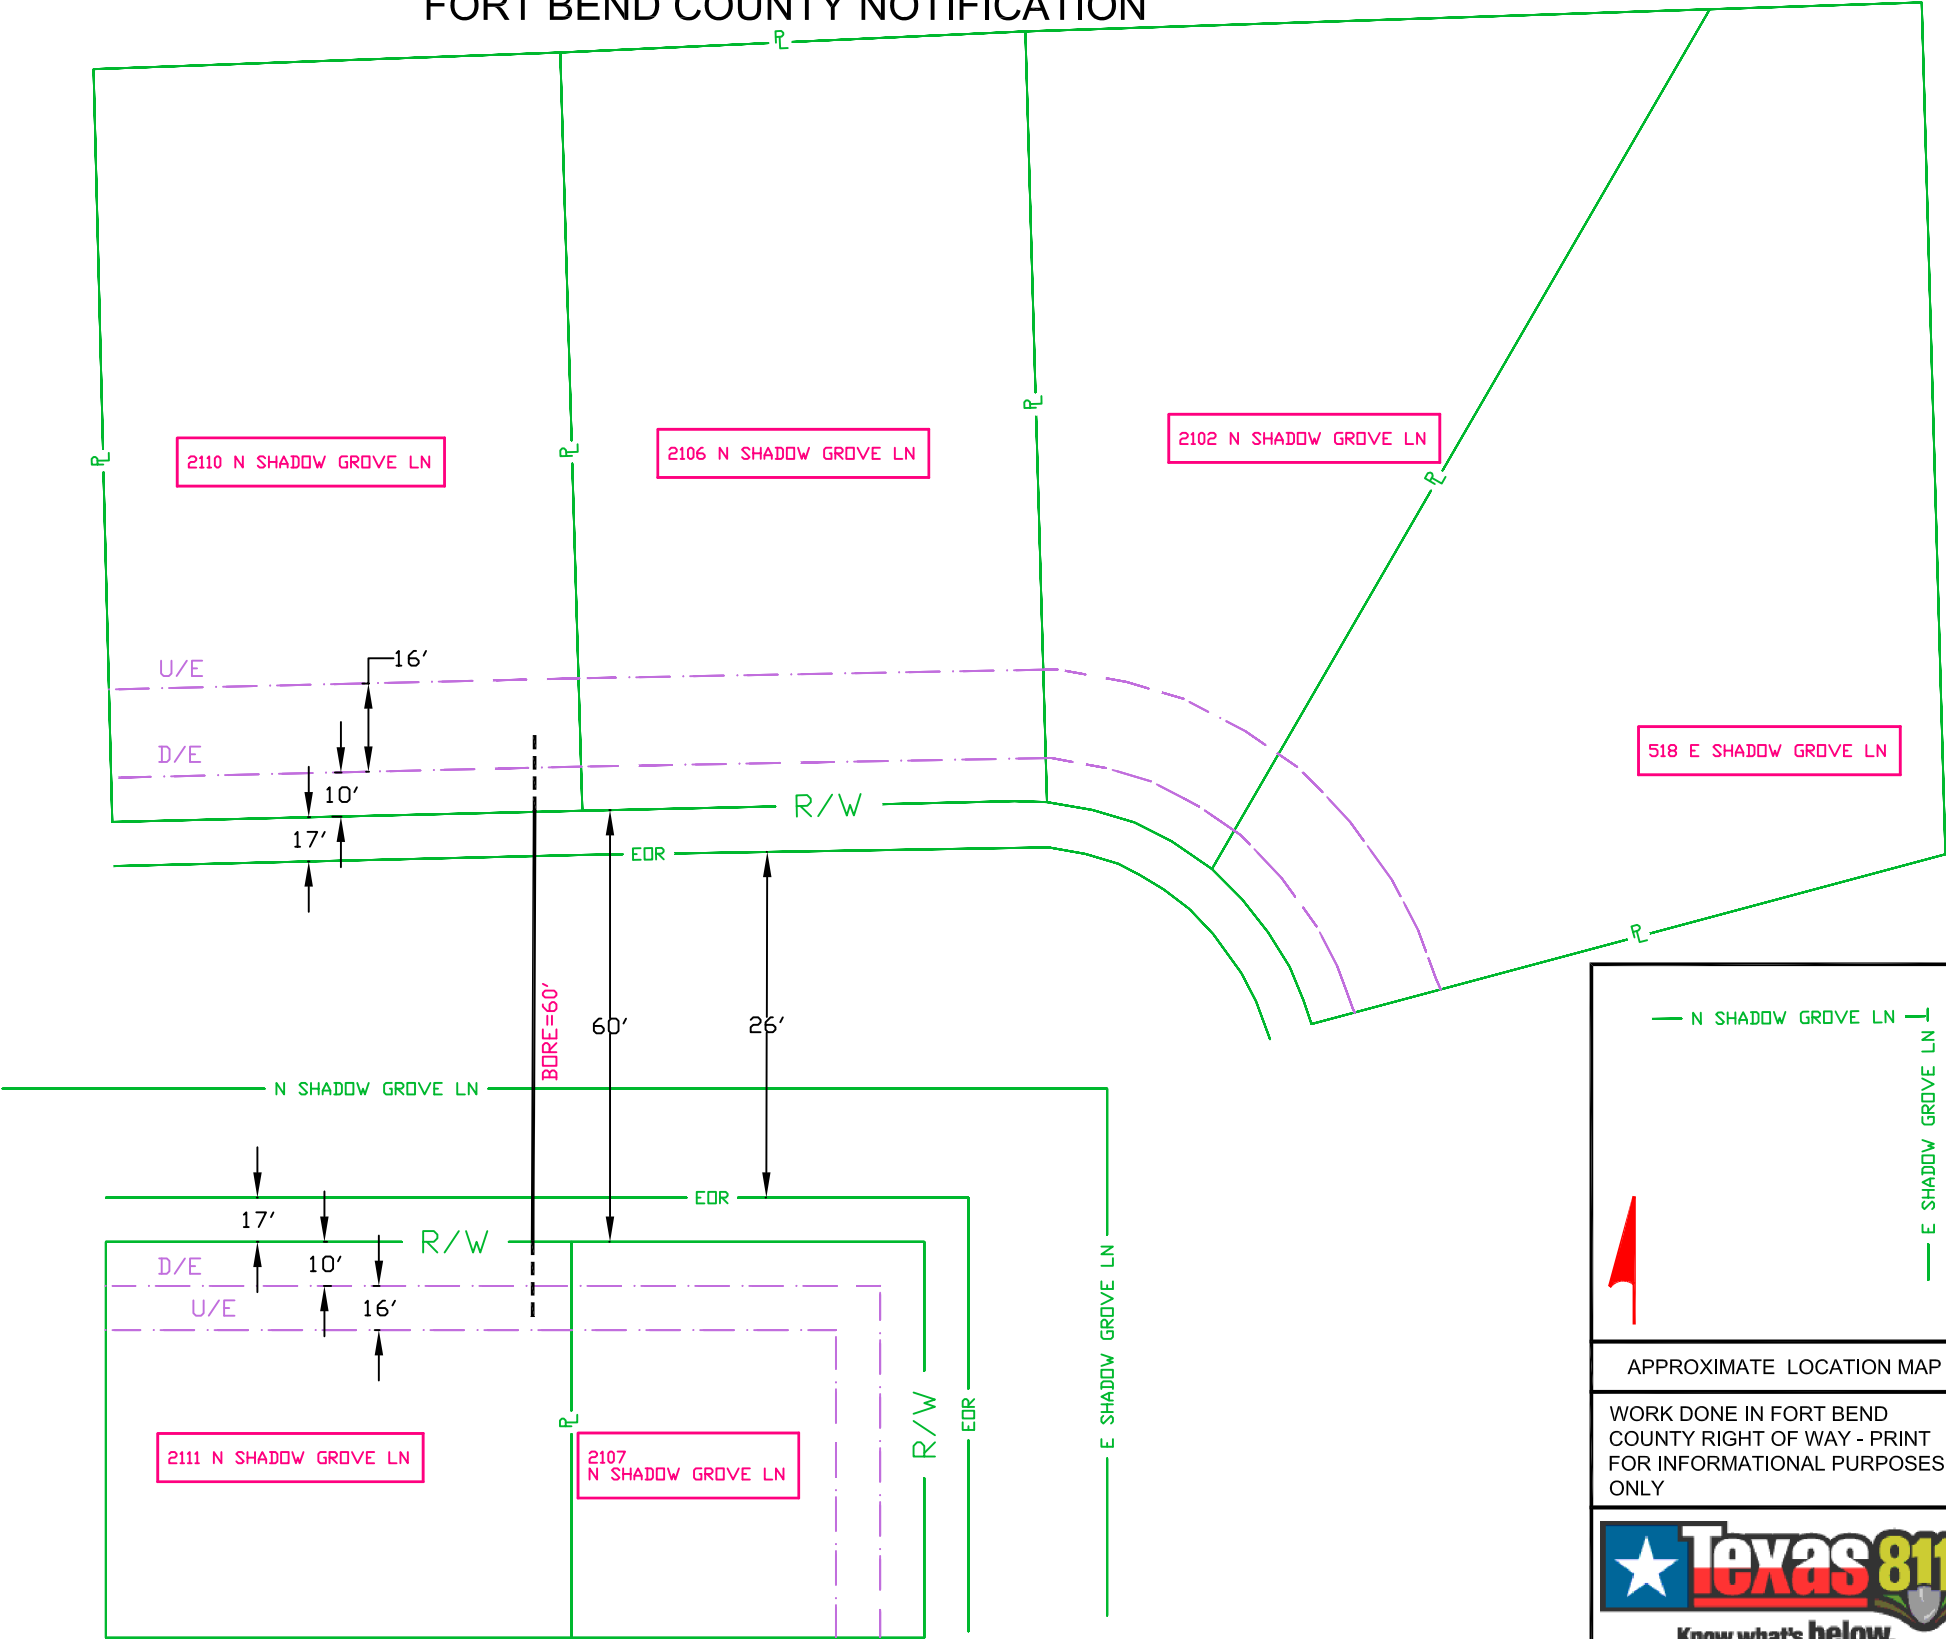 FORT BEND COUNTY NOTIFICATION
PL
PL
PL
PL
PL
2110 N SHADOW GROVE LN
2106 N SHADOW GROVE LN
2102 N SHADOW GROVE LN
518 E SHADOW GROVE LN
U/E
16'
D/E
10'
17'
R/W
EOR
PL
BORE=60'
60'
26'
N SHADOW GROVE LN
17'
EOR
R/W
D/E
10'
U/E
16'
E SHADOW GROVE LN
R/W
EOR
PL
2111 N SHADOW GROVE LN
2107
N SHADOW GROVE LN
N SHADOW GROVE LN
E SHADOW GROVE LN
APPROXIMATE LOCATION MAP
WORK DONE IN FORT BEND
COUNTY RIGHT OF WAY - PRINT
FOR INFORMATIONAL PURPOSES
ONLY
Texas 811
Know what's below.